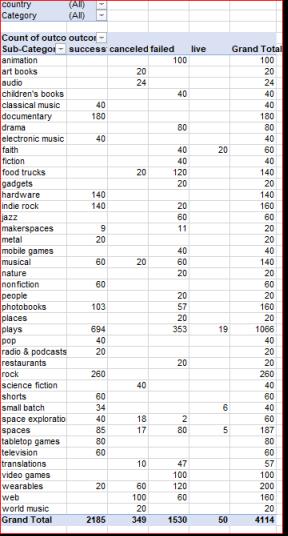 country (All)
Category (All)
Count of outco outcor
Sub-Categor success canceled failed live Grand Total
animation 100 100
art books 20 20
audio 24 24
children's books 40 40
classical music 40 40
documentary 180 180
drama 80 80
electronic music 40 40
faith 40 20 60
fiction 40 40
food trucks 20 120 140
gadgets 20 20
hardware 140 140
indie rock 140 20 160
jazz 60 60
makerspaces 9 11 20
metal 20 20
mobile games 40 40
musical 60 20 60 140
nature 20 20
nonfiction 60 60
people 20 20
photobooks 103 57 160
places 20 20
plays 694 353 19 1066
pop 40 40
radio & podcasts 20 20
restaurants 20 20
rock 260 260
science fiction 40 40
shorts 60 60
small batch 34 6 40
space exploratio 40 18 2 60
spaces 85 17 80 5 187
tabletop games 80 80
television 60 60
translations 10 47 57
video games 100 100
wearables 20 60 120 200
web 100 60 160
world music 20 20
Grand Total 2185 349 1530 50 4114